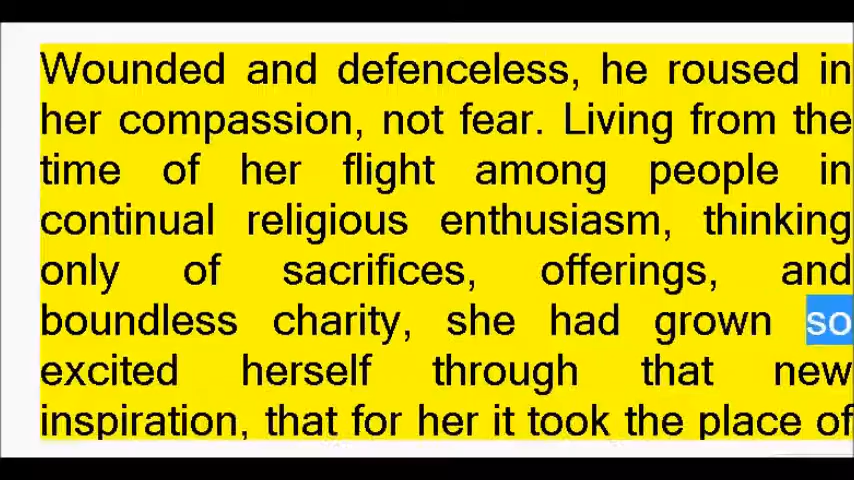 Wounded and defenceless, he roused in
her compassion, not fear. Living from the
time of her flight among people in
continual religious enthusiasm, thinking
only of sacrifices, offerings, and
boundless charity, she had grown so
excited herself through that new
inspiration, that for her it took the place of